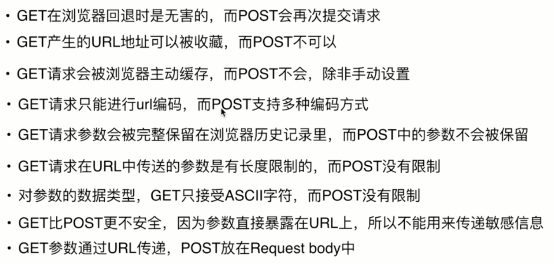 • GET在浏览器回退时是无害的，而POST会再次提交请求
• GET产生的URL地址可以被收藏，而POST不可以
• GET请求会被浏览器主动缓存，而POST不会，除非手动设置
• GET请求只能进行url编码，而POST支持多种编码方式
• GET请求参数会被完整保留在浏览器历史记录里，而POST中的参数不会被保留
• GET请求在URL中传送的参数是有长度限制的，而POST没有限制
• 对参数的数据类型，GET只接受ASCII字符，而POST没有限制
• GET比POST更不安全，因为参数直接暴露在URL上，所以不能用来传递敏感信息
• GET参数通过URL传递，POST放在Request body中